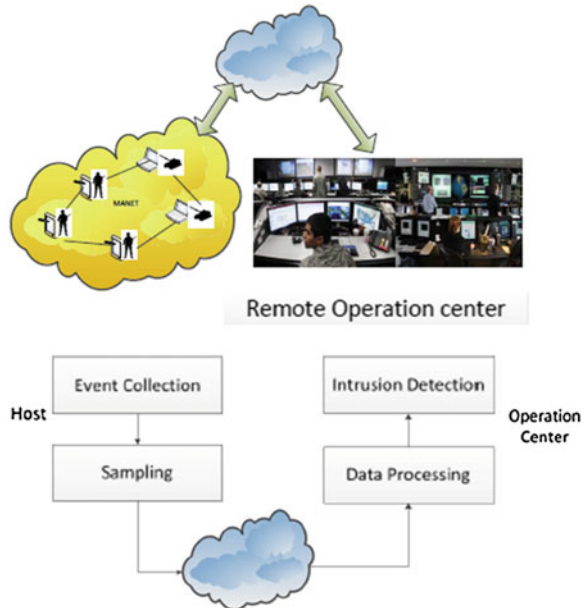 MANET
Remote Operation center
Event Collection
Intrusion Detection
Host
Operation
Center
Sampling
Data Processing